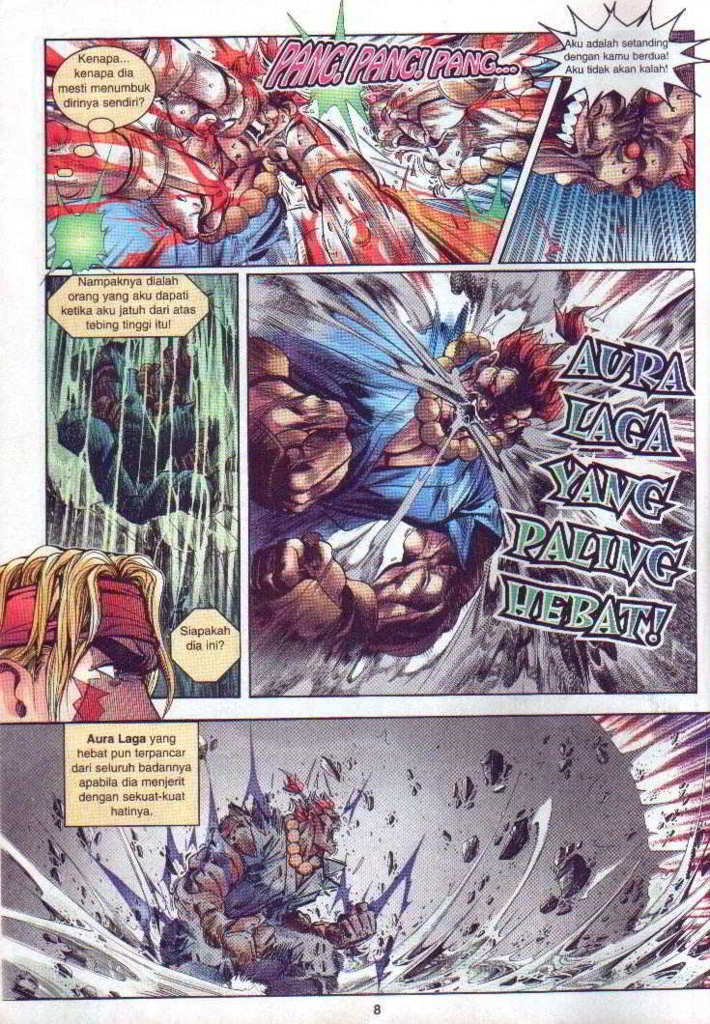 Kenapa...
kenapa dia
mesti menumbuk
dirinya sendiri?
PANG! PANG! PANG...
Aku adalah setanding
dengan kamu berdua!
Aku tidak akan kalah!
Nampaknya dialah
orang yang aku dapati
ketika aku jatuh dari atas
tebing tinggi itu!
AURA
LAGA
YANG
PALING
HEBAT!
Siapakah
dia ini?
Aura Laga yang
hebat pun terpancar
dari seluruh badannya
apabila dia menjerit
dengan sekuat-kuat
hatinya.
8